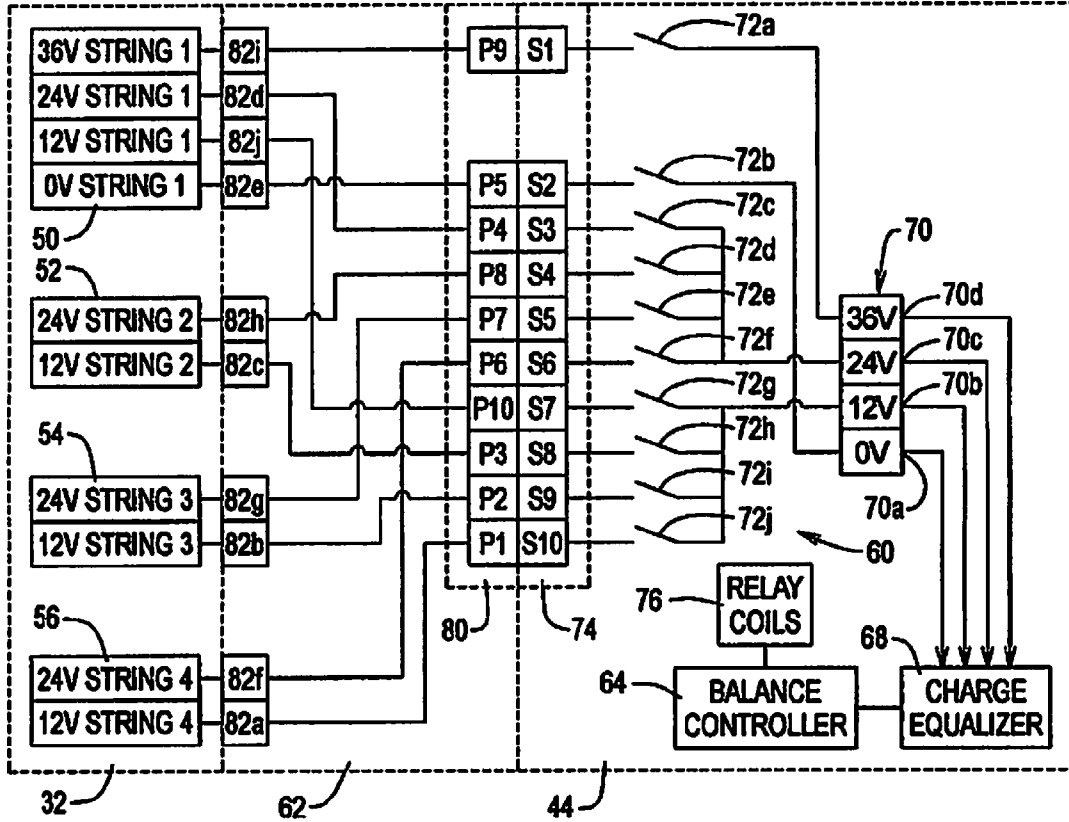 36V STRING 1 82i P9 S1 72a
24V STRING 1 82d
12V STRING 1 82j
0V STRING 1 82e P5 S2 72b
50
P4 S3 72c
52
P8 S4 72d
70
24V STRING 2 82h P7 S5 72e
36V 70d
12V STRING 2 82c P6 S6 72f
24V 70c
P10 S7 72g
12V 70b
54
P3 S8 72h
0V 70a
24V STRING 3 82g P2 S9 72i
12V STRING 3 82b P1 S10 72j
60
56
80 74
76 RELAY
COILS
68
24V STRING 4 82f
12V STRING 4 82a
64 BALANCE
CONTROLLER
CHARGE
EQUALIZER
32 62 44